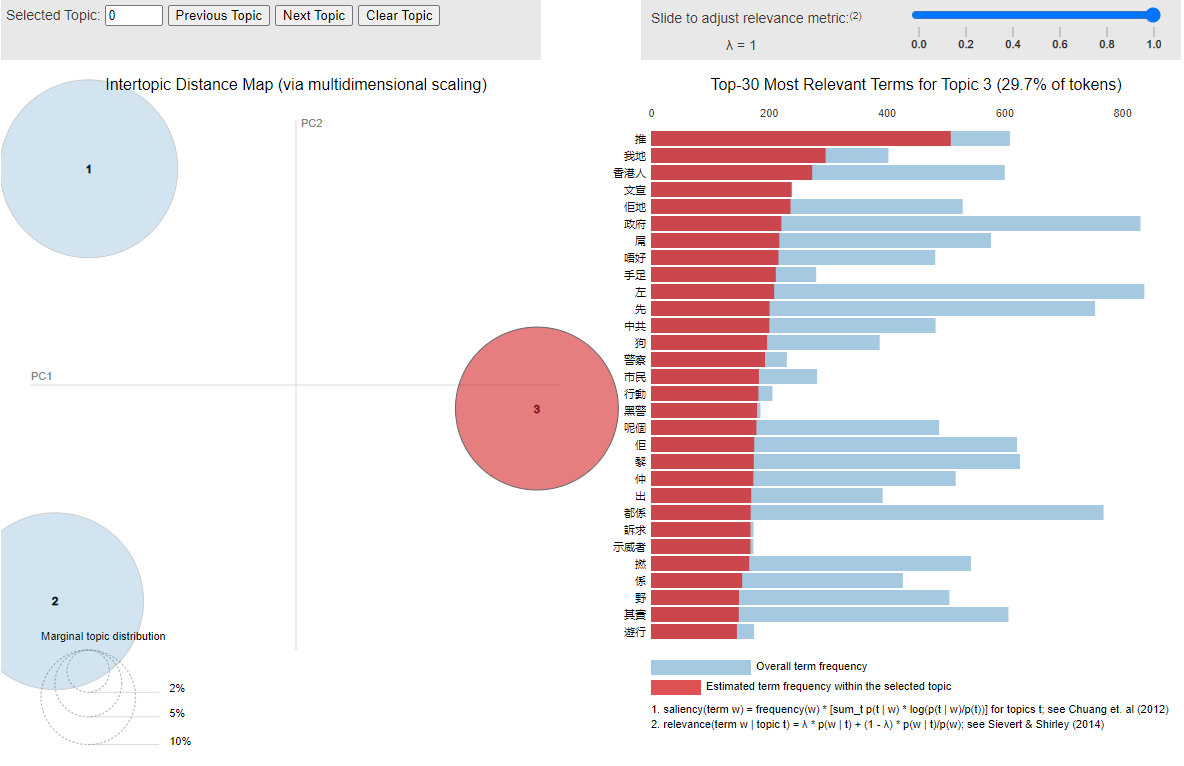 Selected Topic: 0 Previous Topic Next Topic Clear Topic
Slide to adjust relevance metric:(2)
λ = 1
0.0 0.2 0.4 0.6 0.8 1.0
Intertopic Distance Map (via multidimensional scaling)
PC2
PC1
1
3
2
Marginal topic distribution
2%
5%
10%
Top-30 Most Relevant Terms for Topic 3 (29.7% of tokens)
0 200 400 600 800
推
我地
香港人
文宣
佢地
政府
屌
唔好
手足
左
先
中共
狗
警察
市民
行動
黑警
呢個
佢
黎
仲
出
都係
訴求
示威者
撚
係
野
其實
遊行
Overall term frequency
Estimated term frequency within the selected topic
1. saliency(term w) = frequency(w) * [sum_t p(t | w) * log(p(t | w)/p(t))] for topics t; see Chuang et. al (2012)
2. relevance(term w | topic t) = λ * p(w | t) + (1 - λ) * p(w | t)/p(w); see Sievert & Shirley (2014)